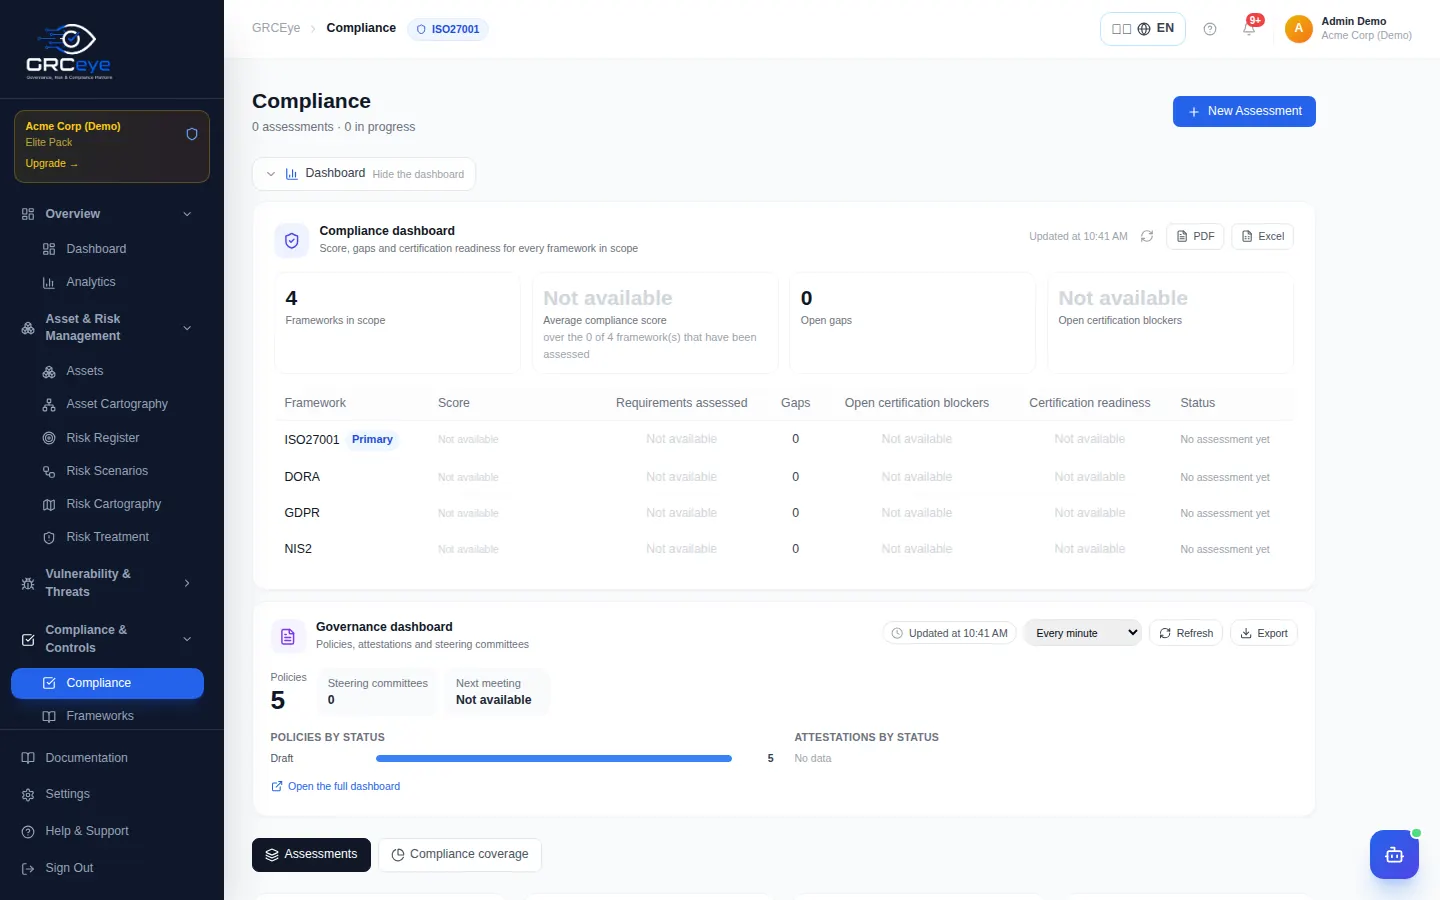 GRCeye
Governance, Risk & Compliance Platform
Acme Corp (Demo)
Elite Pack
Upgrade →
Overview
Dashboard
Analytics
Asset & Risk
Management
Assets
Asset Cartography
Risk Register
Risk Scenarios
Risk Cartography
Risk Treatment
Vulnerability &
Threats
Compliance &
Controls
Compliance
Frameworks
Documentation
Settings
Help & Support
Sign Out
GRCEye > Compliance ISO27001
EN
9+
A
Admin Demo
Acme Corp (Demo)
Compliance
0 assessments · 0 in progress
+ New Assessment
Dashboard Hide the dashboard
Compliance dashboard
Score, gaps and certification readiness for every framework in scope
Updated at 10:41 AM PDF Excel
4
Frameworks in scope
Not available
Average compliance score
over the 0 of 4 framework(s) that have been
assessed
0
Open gaps
Not available
Open certification blockers
Framework Score Requirements assessed Gaps Open certification blockers Certification readiness Status
ISO27001 Primary Not available Not available 0 Not available Not available No assessment yet
DORA Not available Not available 0 Not available Not available No assessment yet
GDPR Not available Not available 0 Not available Not available No assessment yet
NIS2 Not available Not available 0 Not available Not available No assessment yet
Governance dashboard
Policies, attestations and steering committees
Updated at 10:41 AM Every minute Refresh Export
Policies
5
Steering committees
0
Next meeting
Not available
POLICIES BY STATUS
Draft 5
Open the full dashboard
ATTESTATIONS BY STATUS
No data
Assessments Compliance coverage